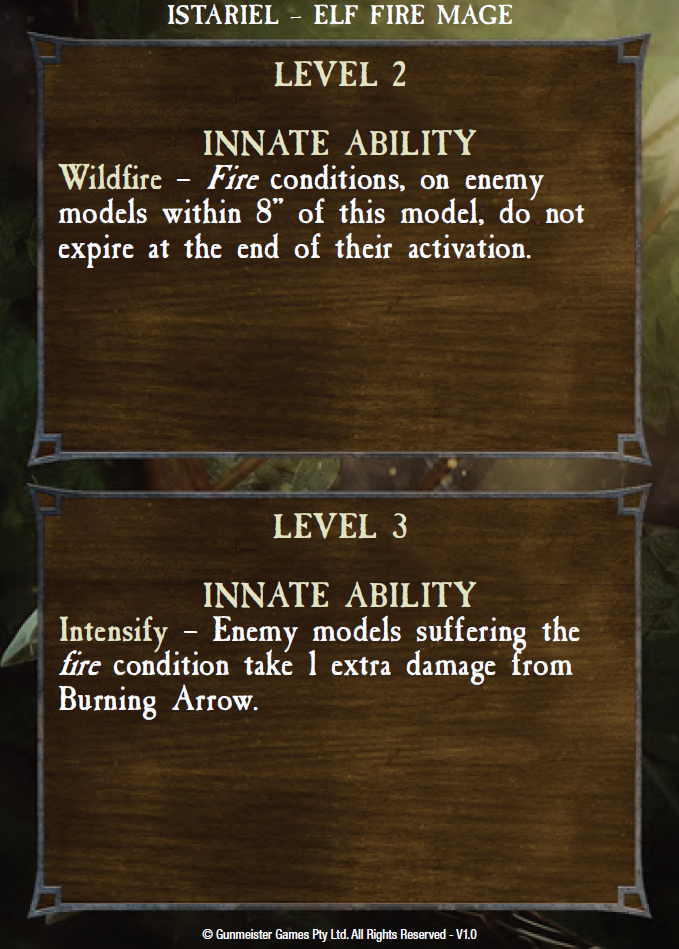 ISTARIEL – ELF FIRE MAGE
LEVEL 2
INNATE ABILITY
Wildfire – Fire conditions, on enemy
models within 8” of this model, do not
expire at the end of their activation.
LEVEL 3
INNATE ABILITY
Intensify – Enemy models suffering the
fire condition take 1 extra damage from
Burning Arrow.
© Gunmeister Games Pty Ltd. All Rights Reserved - V1.0